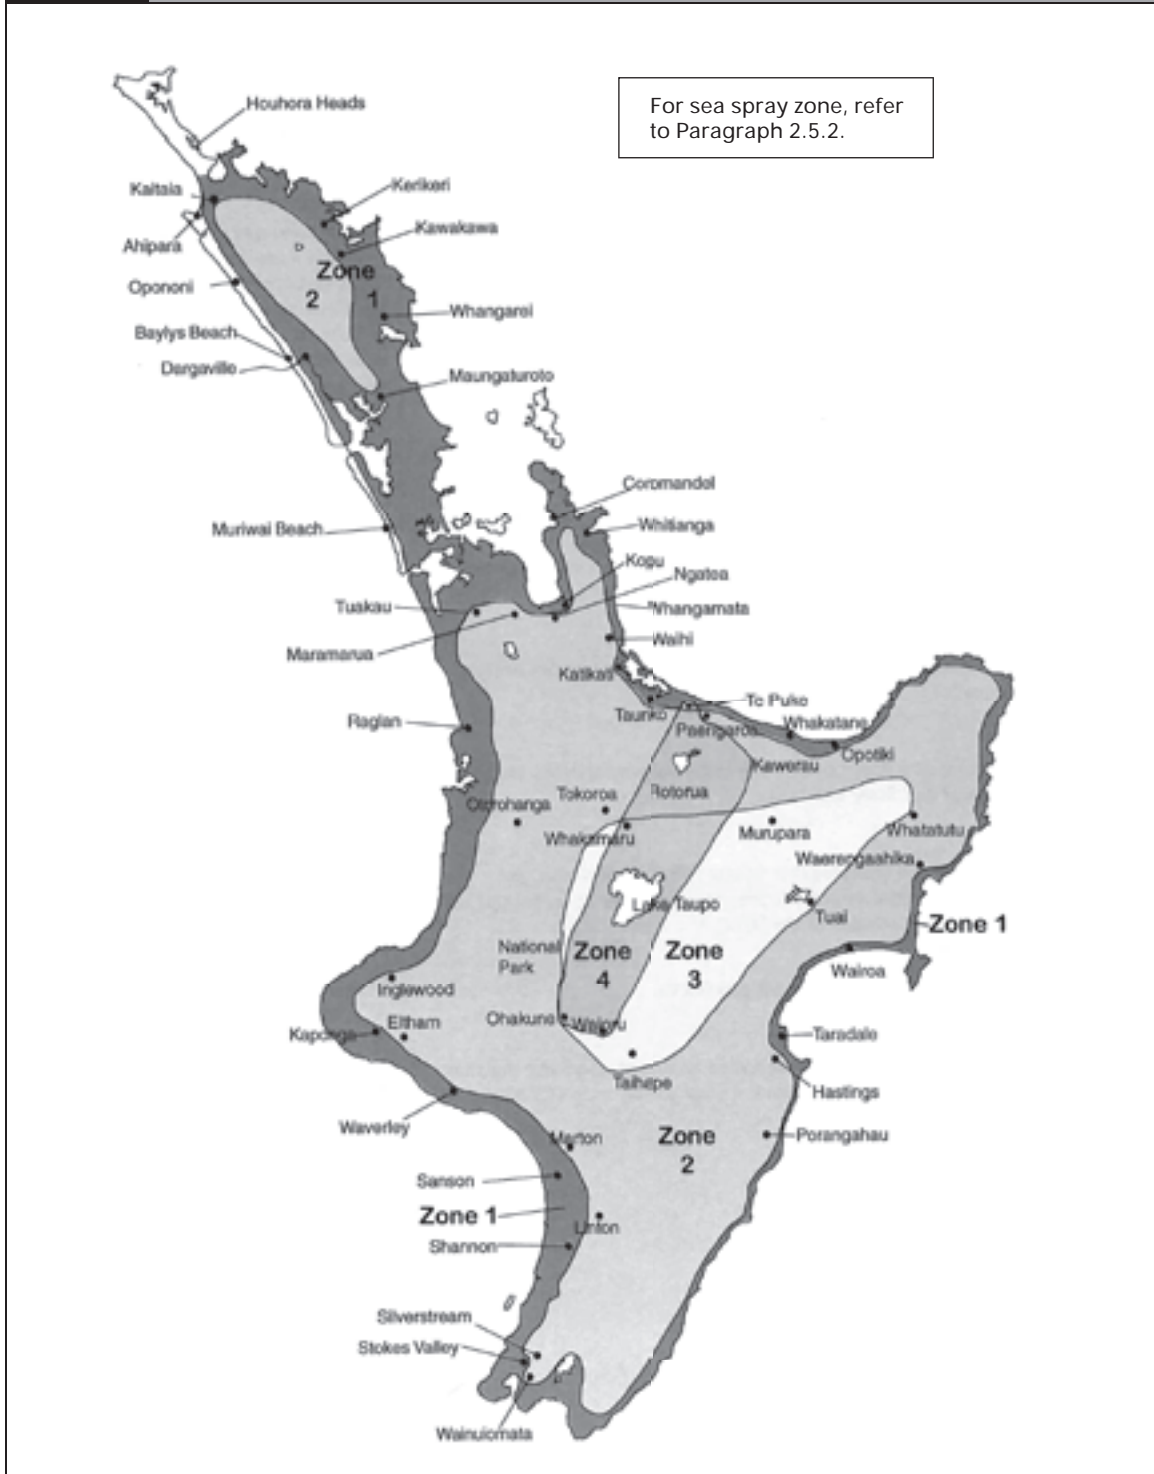 For sea spray zone, refer
to Paragraph 2.5.2.
Houhora Heads
Kaitaia
Kerikeri
Ahipara
Kawakawa
Zone
2
1
Opononi
Whangarei
Baylys Beach
Dargaville
Maungaturoto
Coromandel
Muriwai Beach
Whitianga
Kopu
Ngatea
Tuakau
Whangamata
Waihi
Maramarua
Katikati
Te Puke
Raglan
Paengaroa
Whakatane
Opotiki
Kawerau
Rotorua
Tokoroa
Otorohanga
Whakamaru
Murupara
Whatatutu
Waerengaahika
Lake Taupo
Tuai
Zone 1
National
Park
Zone
4
Zone
3
Wairoa
Inglewood
Ohakune
Waioru
Eltham
Kaponga
Taradale
Taihape
Hastings
Waverley
Marton
Zone
2
Porangahau
Sanson
Zone 1
Linton
Shannon
Silverstream
Stokes Valley
Wainuiomata